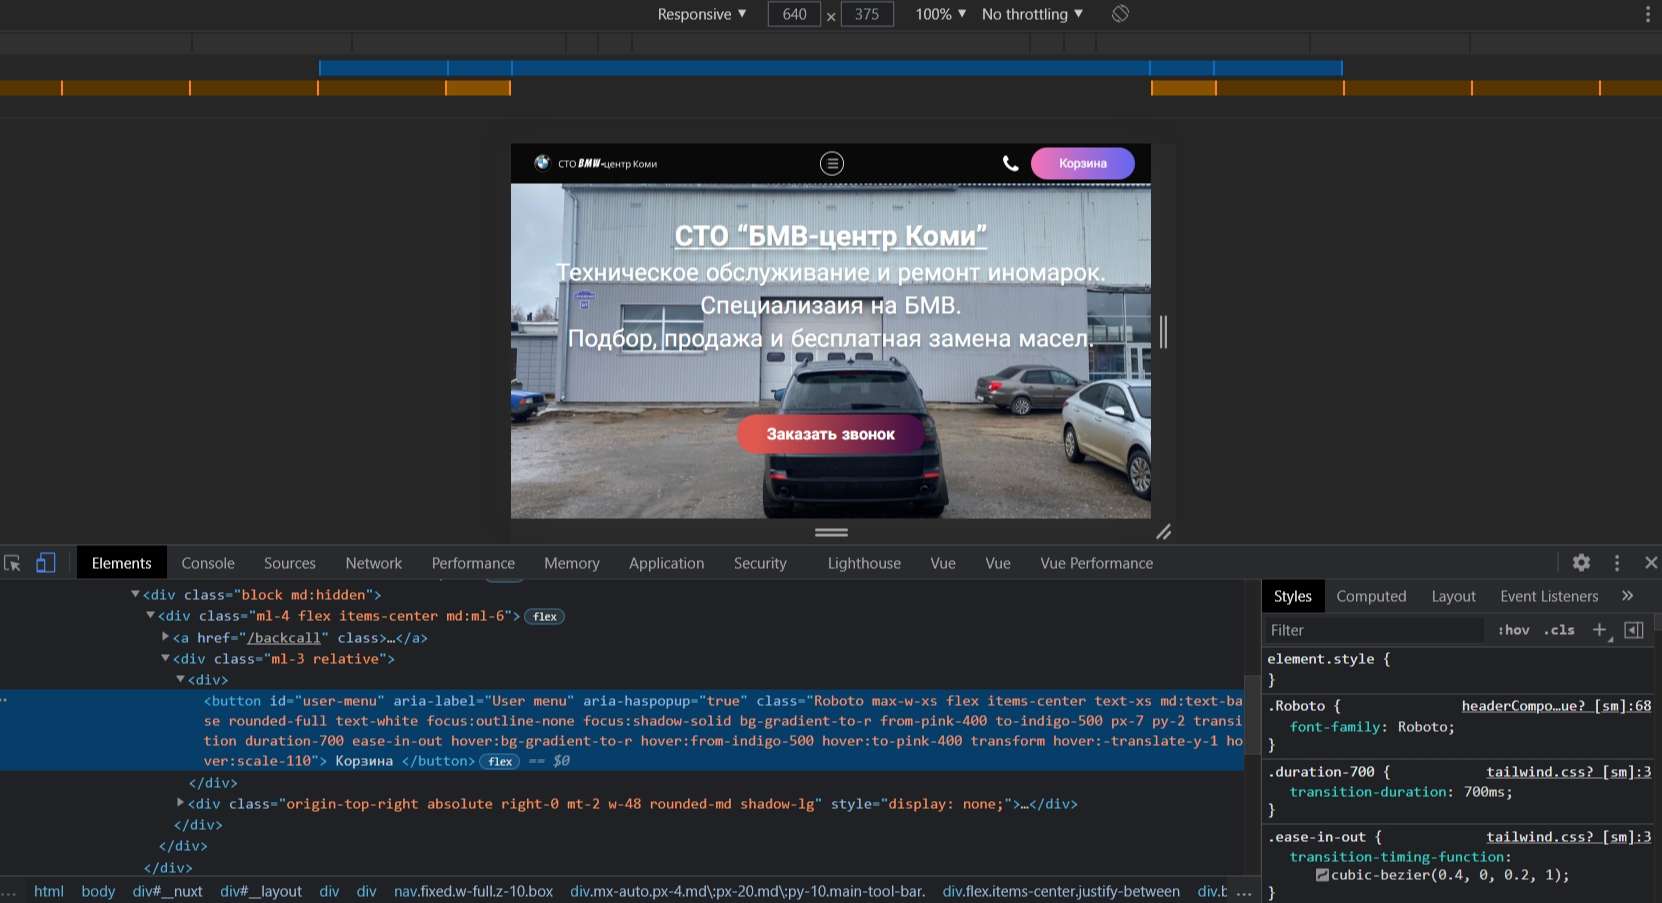 Responsive ▼ 640 × 375 100% ▼ No throttling ▼
СТО BMW-центр Коми Корзина
СТО “БМВ-центр Коми”
Техническое обслуживание и ремонт иномарок.
Специализаия на БМВ.
Подбор, продажа и бесплатная замена масел.
Заказать звонок
Elements Console Sources Network Performance Memory Application Security Lighthouse Vue Vue Vue Performance
<div class="block md:hidden">
<div class="ml-4 flex items-center md:ml-6"> flex
<a href="/backcall" class>…</a>
<div class="ml-3 relative">
<div>
<button id="user-menu" aria-label="User menu" aria-haspopup="true" class="Roboto max-w-xs flex items-center text-xs md:text-ba
se rounded-full text-white focus:outline-none focus:shadow-solid bg-gradient-to-r from-pink-400 to-indigo-500 px-7 py-2 transi
tion duration-700 ease-in-out hover:bg-gradient-to-r hover:from-indigo-500 hover:to-pink-400 transform hover:-translate-y-1 ho
ver:scale-110"> Корзина </button> flex == $0
</div>
<div class="origin-top-right absolute right-0 mt-2 w-48 rounded-md shadow-lg" style="display: none;">…</div>
</div>
</div>
</div>
... html body div#__nuxt div#__layout div div nav.fixed.w-full.z-10.box div.mx-auto.px-4.md\:px-20.md\:py-10.main-tool-bar. div.flex.items-center.justify-between div.b ...
Styles Computed Layout Event Listeners »
Filter :hov .cls +
element.style {
}
.Roboto { headerCompo…ue? [sm]:68
font-family: Roboto;
}
.duration-700 { tailwind.css? [sm]:3
transition-duration: 700ms;
}
.ease-in-out { tailwind.css? [sm]:3
transition-timing-function:
cubic-bezier(0.4, 0, 0.2, 1);
}